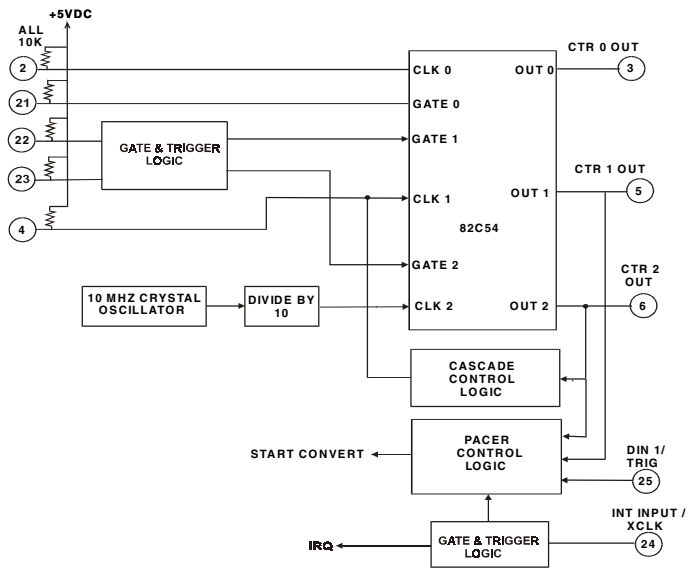 +5VDC
ALL
10K
2
21
22
23
4
GATE & TRIGGER
LOGIC
10 MHZ CRYSTAL
OSCILLATOR
DIVIDE BY
10
CLK 0
GATE 0
GATE 1
CLK 1
GATE 2
CLK 2
OUT 0
OUT 1
82C54
OUT 2
CTR 0 OUT
3
CTR 1 OUT
5
CTR 2
OUT
6
CASCADE
CONTROL
LOGIC
START CONVERT
PACER
CONTROL
LOGIC
DIN 1/
TRIG
25
INT INPUT /
XCLK
24
IRQ
GATE & TRIGGER
LOGIC